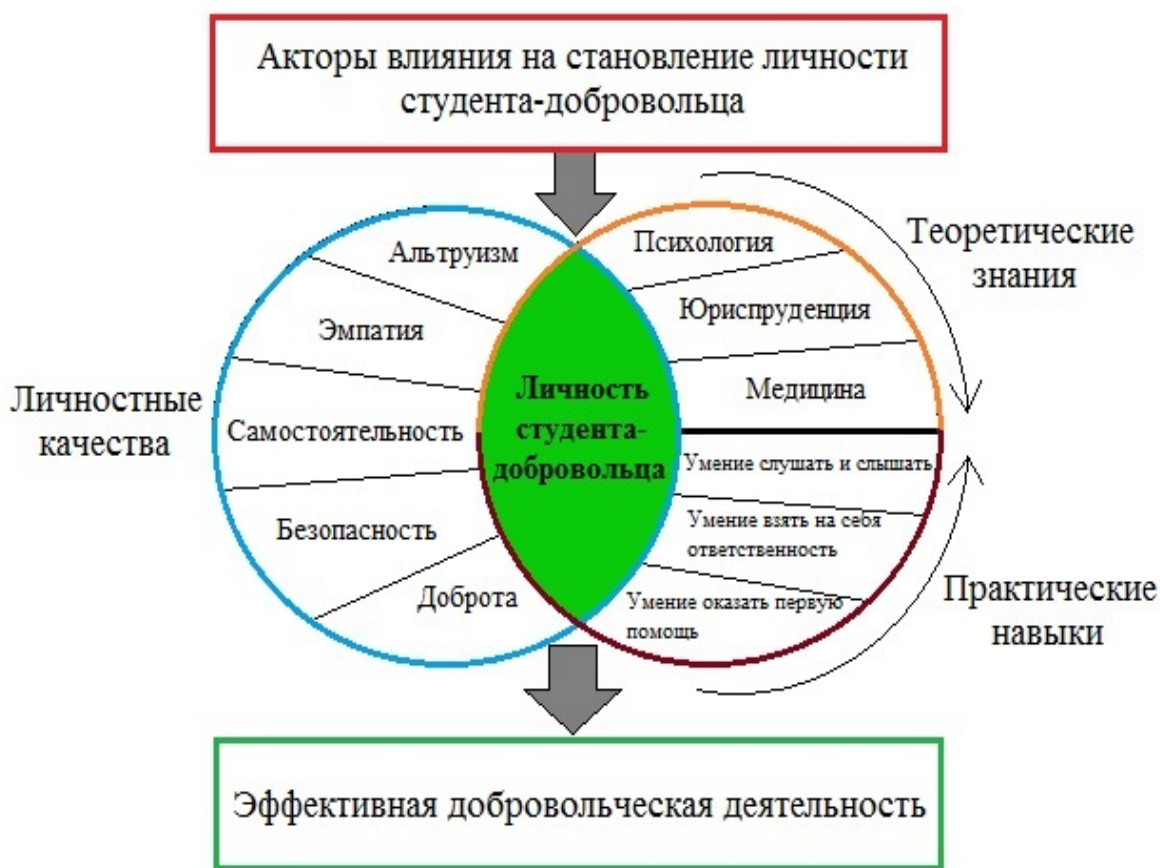 Акторы влияния на становление личности
студента-добровольца
Альтруизм
Эмпатия
Самостоятельность
Безопасность
Доброта
Личностные
качества
Личность
студента-
добровольца
Психология
Юриспруденция
Медицина
Умение слушать и слышать
Умение взять на себя
ответственность
Умение оказать первую
помощь
Теоретические
знания
Практические
навыки
Эффективная добровольческая деятельность